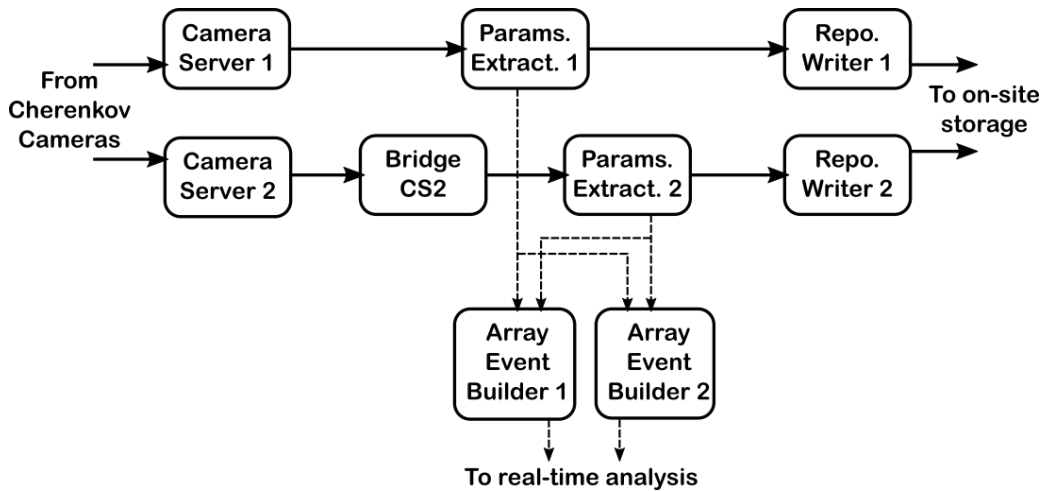 Camera
Server 1
Params.
Extract. 1
Repo.
Writer 1
From
Cherenkov
Cameras
To on-site
storage
Camera
Server 2
Bridge
CS2
Params.
Extract. 2
Repo.
Writer 2
Array
Event
Builder 1
Array
Event
Builder 2
To real-time analysis